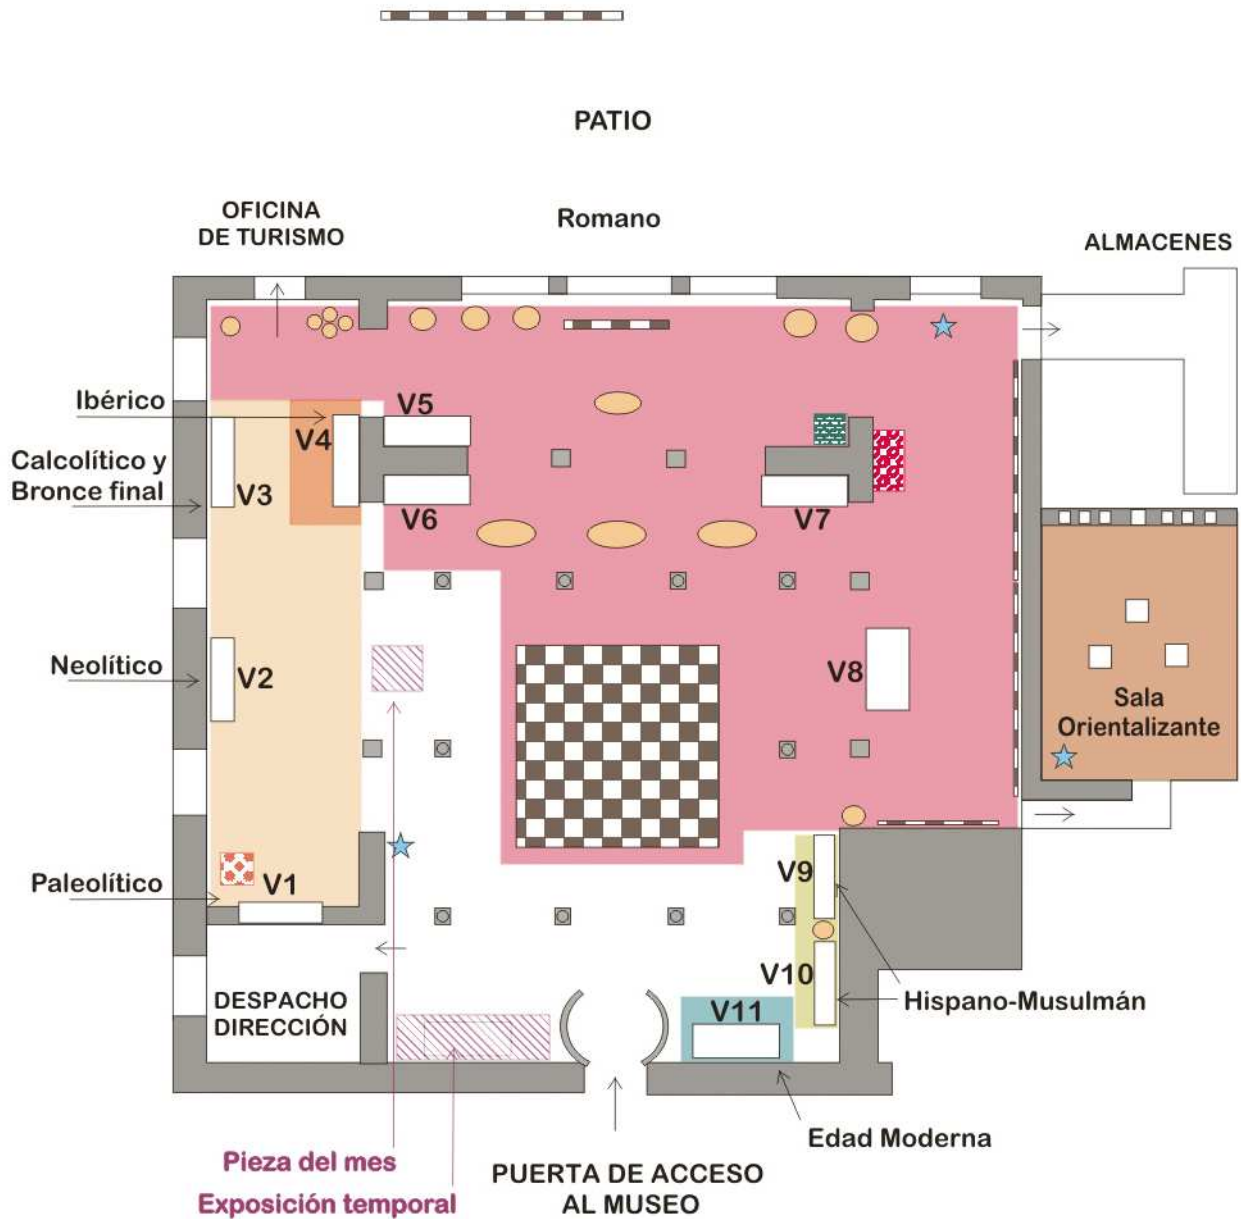 PATIO
OFICINA
DE TURISMO
Romano
ALMACENES
Ibérico
V5
V4
Calcolítico y
Bronce final
V3
V6
V7
Neolítico
V2
V8
Sala
Orientalizante
Paleolítico
V1
V9
V10
DESPACHO
DIRECCIÓN
V11
Hispano-Musulmán
Edad Moderna
Pieza del mes
Exposición temporal
PUERTA DE ACCESO
AL MUSEO